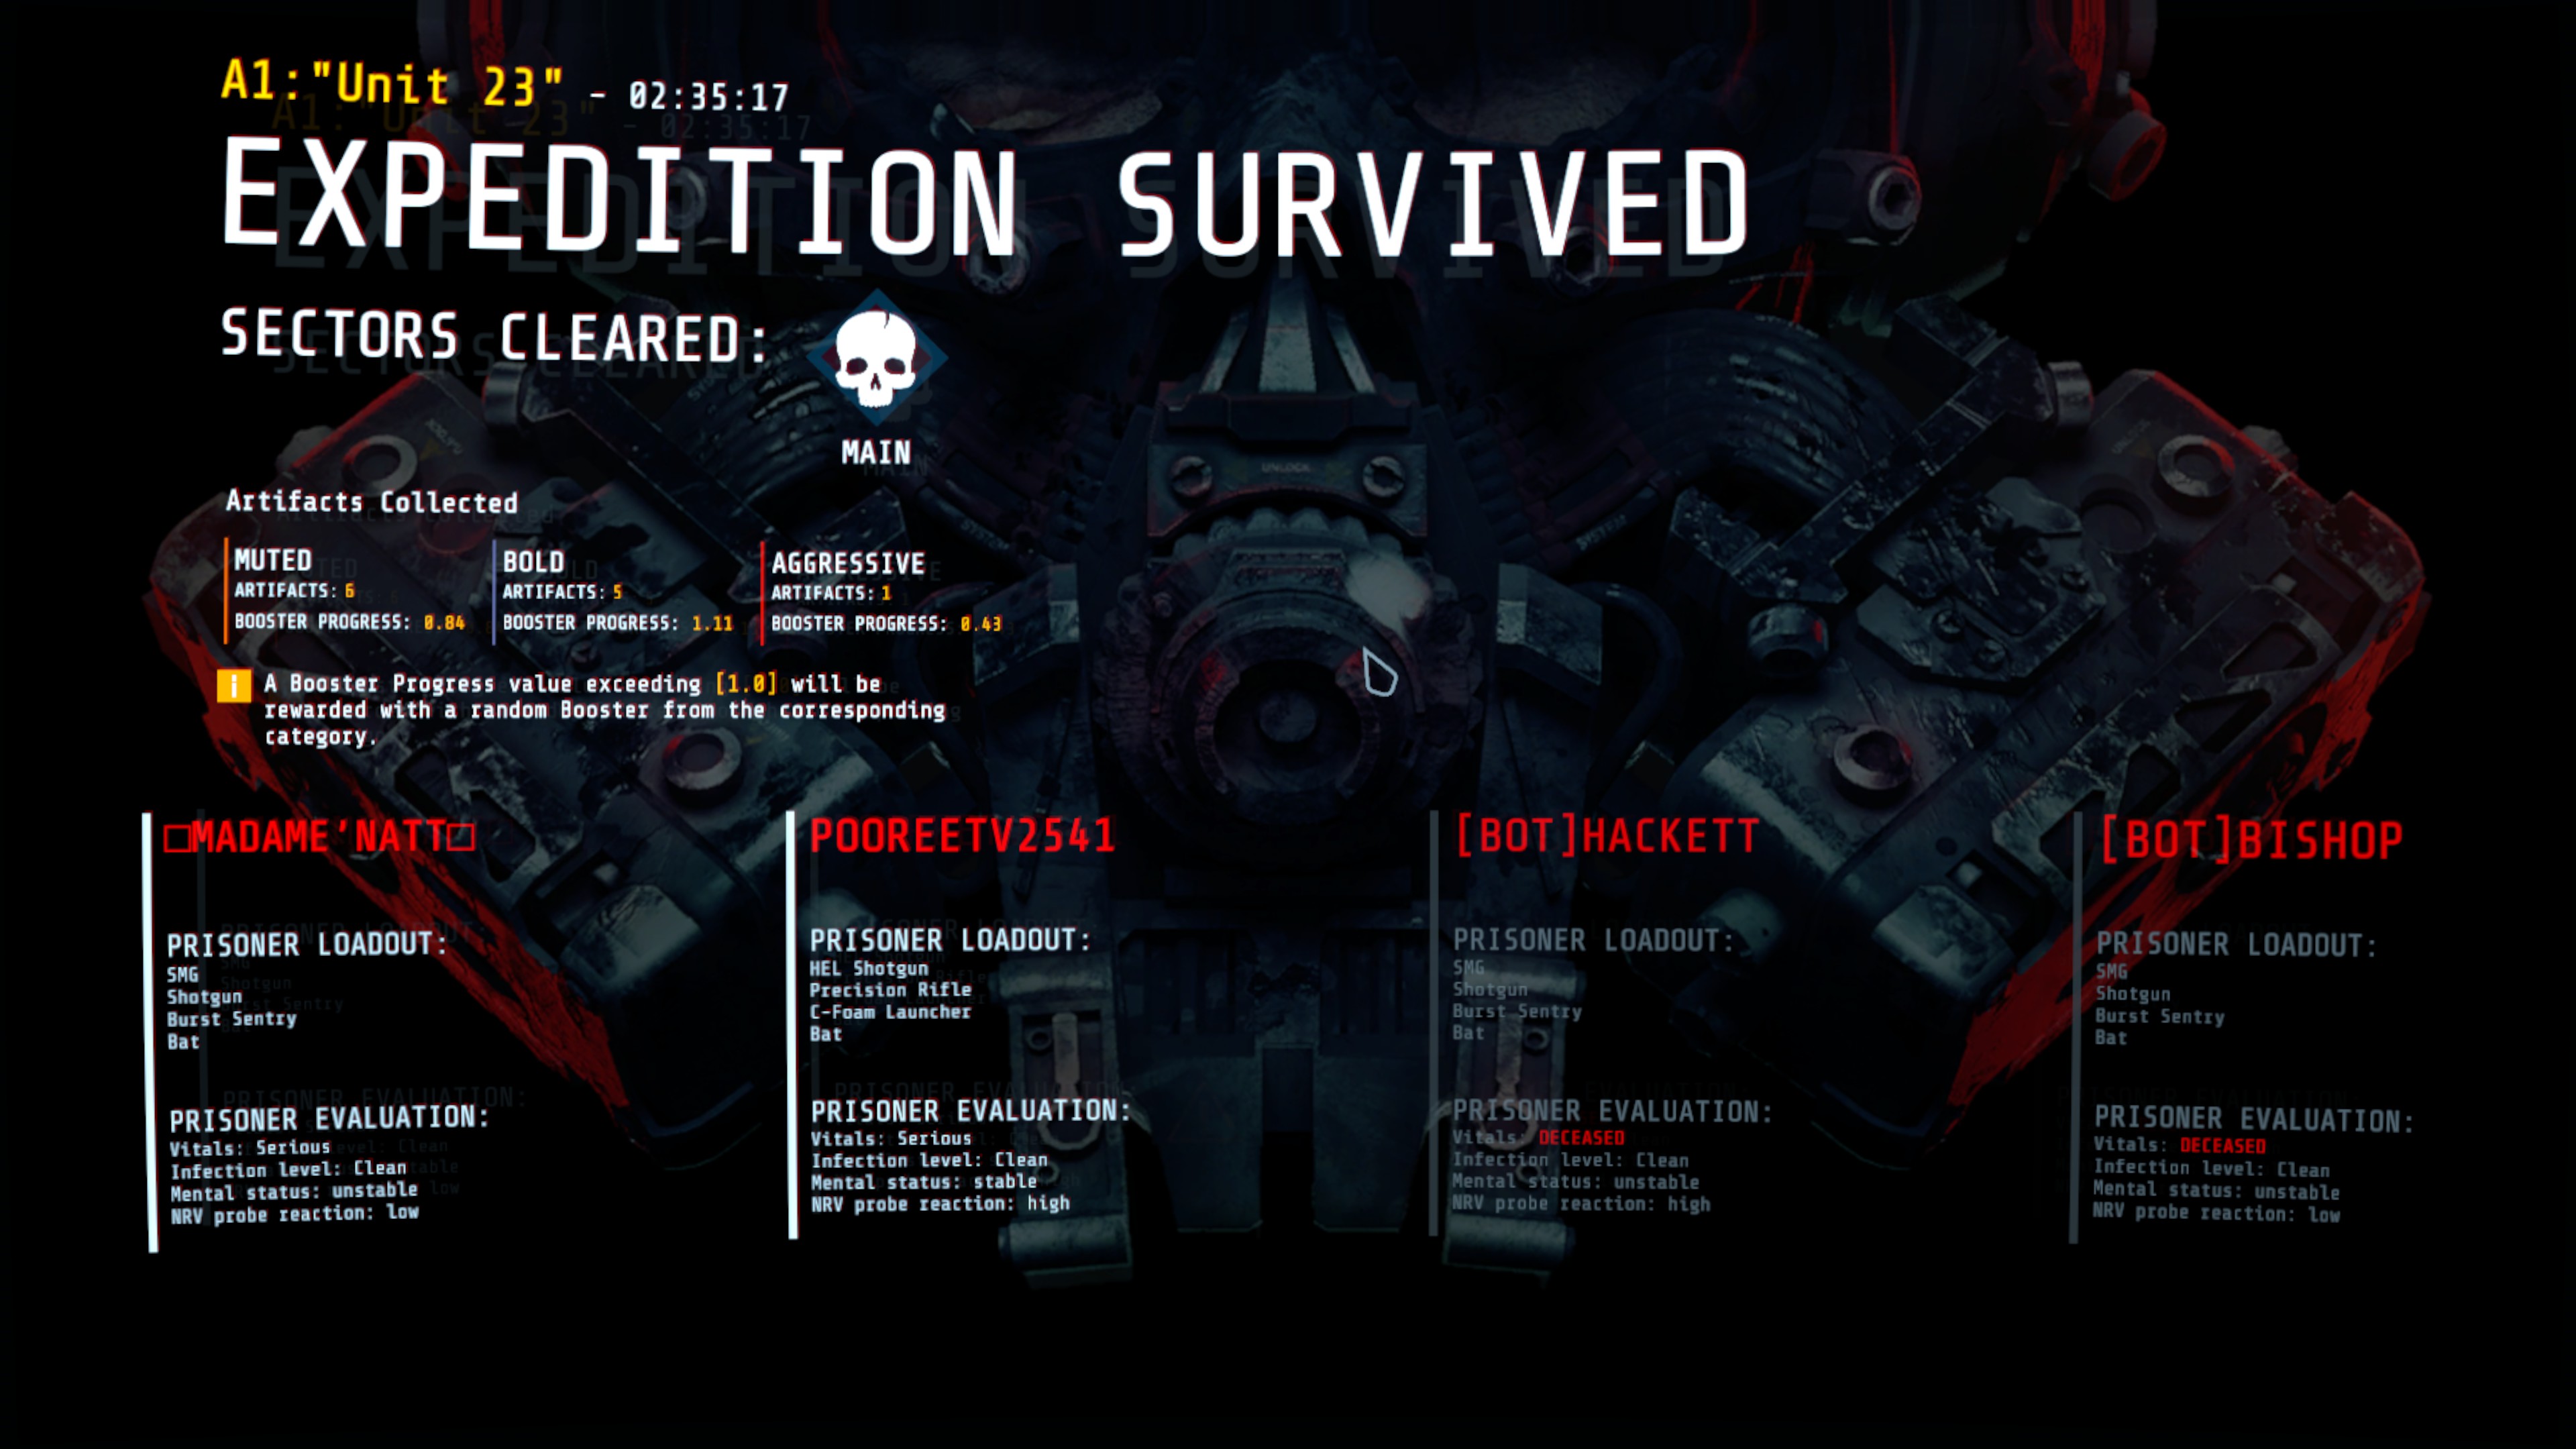 A1:"Unit 23" - 02:35:17
EXPEDITION SURVIVED
SECTORS CLEARED:
MAIN
Artifacts Collected
MUTED
ARTIFACTS: 6
BOOSTER PROGRESS: 0.84
BOLD
ARTIFACTS: 5
BOOSTER PROGRESS: 1.11
AGGRESSIVE
ARTIFACTS: 1
BOOSTER PROGRESS: 0.43
A Booster Progress value exceeding [1.0] will be
rewarded with a random Booster from the corresponding
category.
□MADAME'NATT□
PRISONER LOADOUT:
SMG
Shotgun
Burst Sentry
Bat
PRISONER EVALUATION:
Vitals: Serious
Infection level: Clean
Mental status: unstable
NRV probe reaction: low
POOREETV2541
PRISONER LOADOUT:
HEL Shotgun
Precision Rifle
C-Foam Launcher
Bat
PRISONER EVALUATION:
Vitals: Serious
Infection level: Clean
Mental status: stable
NRV probe reaction: high
[BOT]HACKETT
PRISONER LOADOUT:
SMG
Shotgun
Burst Sentry
Bat
PRISONER EVALUATION:
Vitals: DECEASED
Infection level: Clean
Mental status: unstable
NRV probe reaction: high
[BOT]BISHOP
PRISONER LOADOUT:
SMG
Shotgun
Burst Sentry
Bat
PRISONER EVALUATION:
Vitals: DECEASED
Infection level: Clean
Mental status: unstable
NRV probe reaction: low